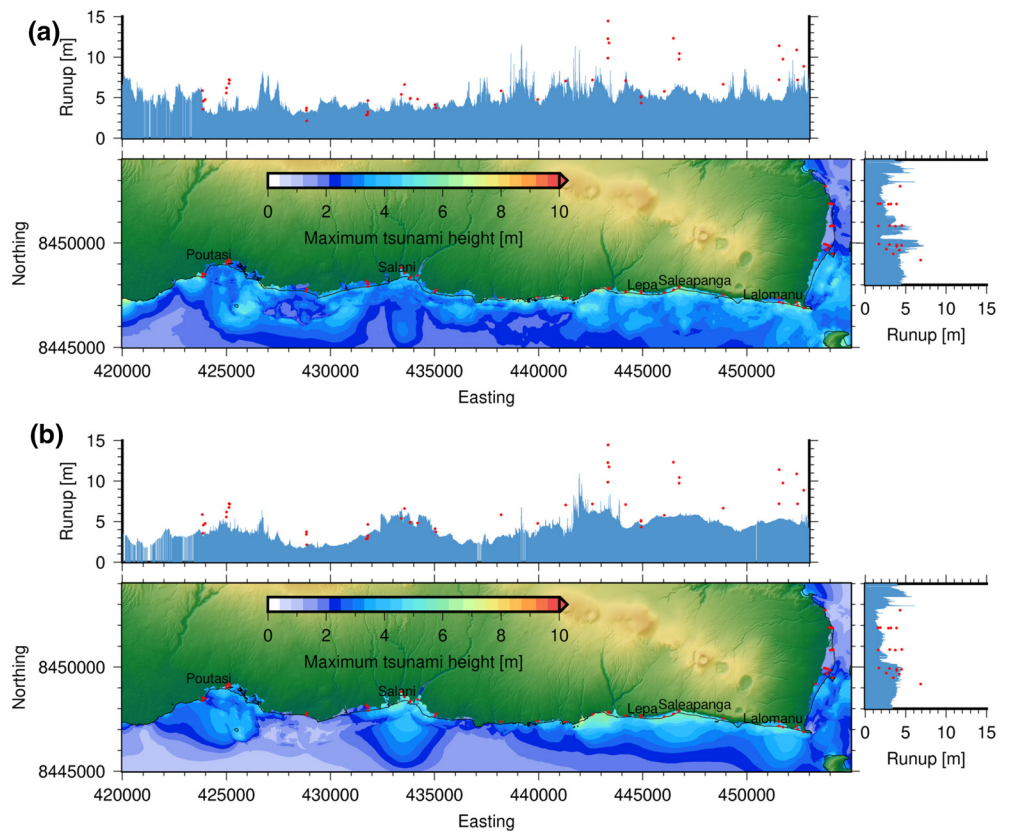 (a)
15
10
5
0
Runup [m]
0 2 4 6 8 10
Maximum tsunami height [m]
8450000
8445000
Northing
Poutasi
Salani
Lepa
Saleapanga
Lalomanu
420000 425000 430000 435000 440000 445000 450000
Easting
0 5 10 15
Runup [m]
(b)
15
10
5
0
Runup [m]
0 2 4 6 8 10
Maximum tsunami height [m]
8450000
8445000
Northing
Poutasi
Salani
Lepa
Saleapanga
Lalomanu
420000 425000 430000 435000 440000 445000 450000
Easting
0 5 10 15
Runup [m]